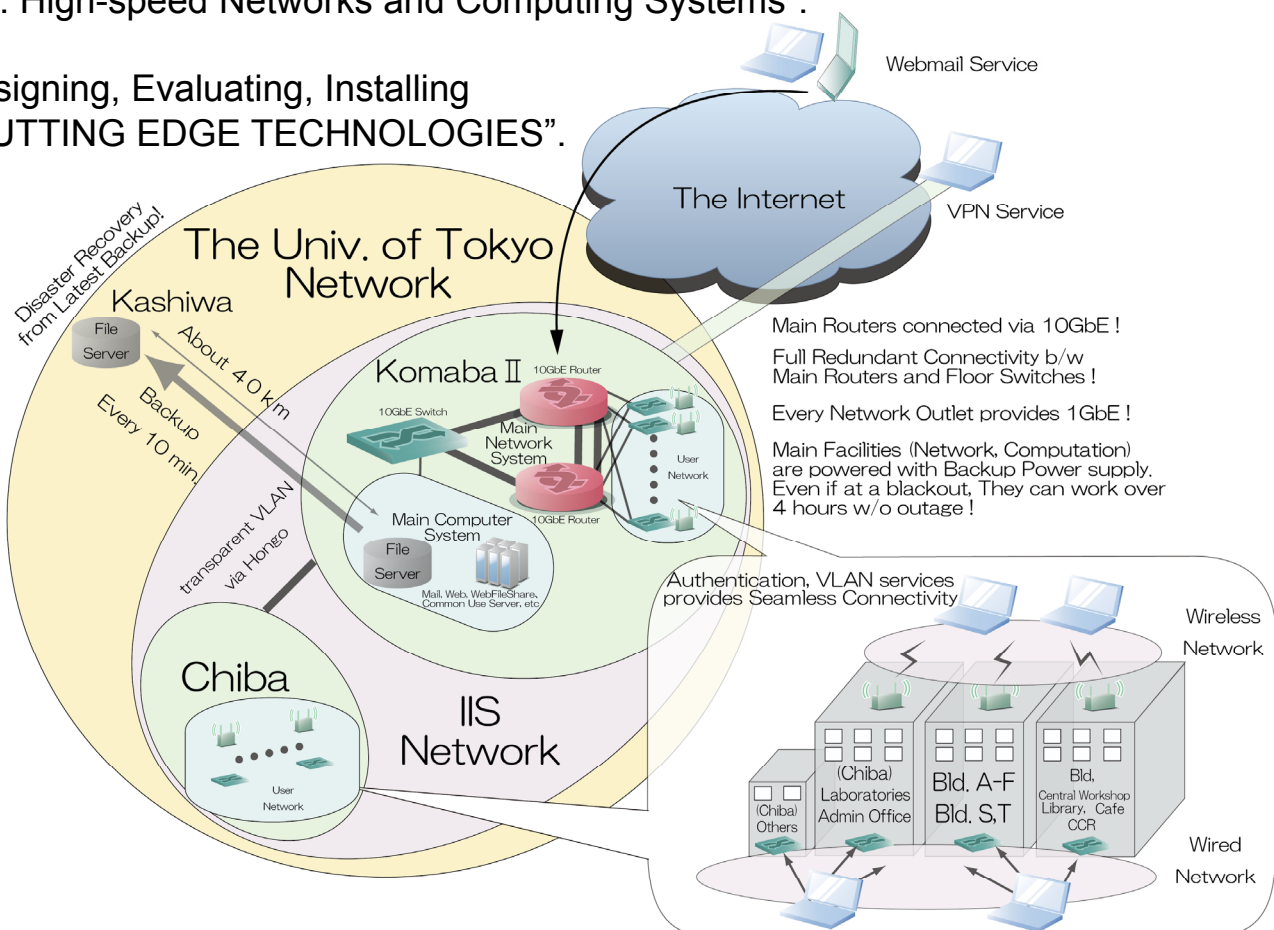 . High-speed Networks and Computing Systems".
signing, Evaluating, Installing
UTTING EDGE TECHNOLOGIES”.
Webmail Service
The Internet
VPN Service
Disaster Recovery
from Latest Backup!
The Univ. of Tokyo
Network
Kashiwa
File
Server
About 40 km
Backup
Every 10 min,
Komaba II
10GbE Router
10GbE Switch
Main
Network
System
User
Network
10GbE Router
Main Computer
System
File
Server
Mail, Web, WebFileShare,
Common Use Server, etc
transparent VLAN
via Hongo
Chiba
User
Network
IIS
Network
Main Routers connected via 10GbE !
Full Redundant Connectivity b/w
Main Routers and Floor Switches !
Every Network Outlet provides 1GbE !
Main Facilities (Network, Computation)
are powered with Backup Power supply.
Even if at a blackout, They can work over
4 hours w/o outage !
Authentication, VLAN services
provides Seamless Connectivity
Wireless
Network
(Chiba)
Others
(Chiba)
Laboratories
Admin Office
Bld. A-F
Bld. S,T
Bld,
Central Workshop
Library, Cafe
CCR
Wired
Network